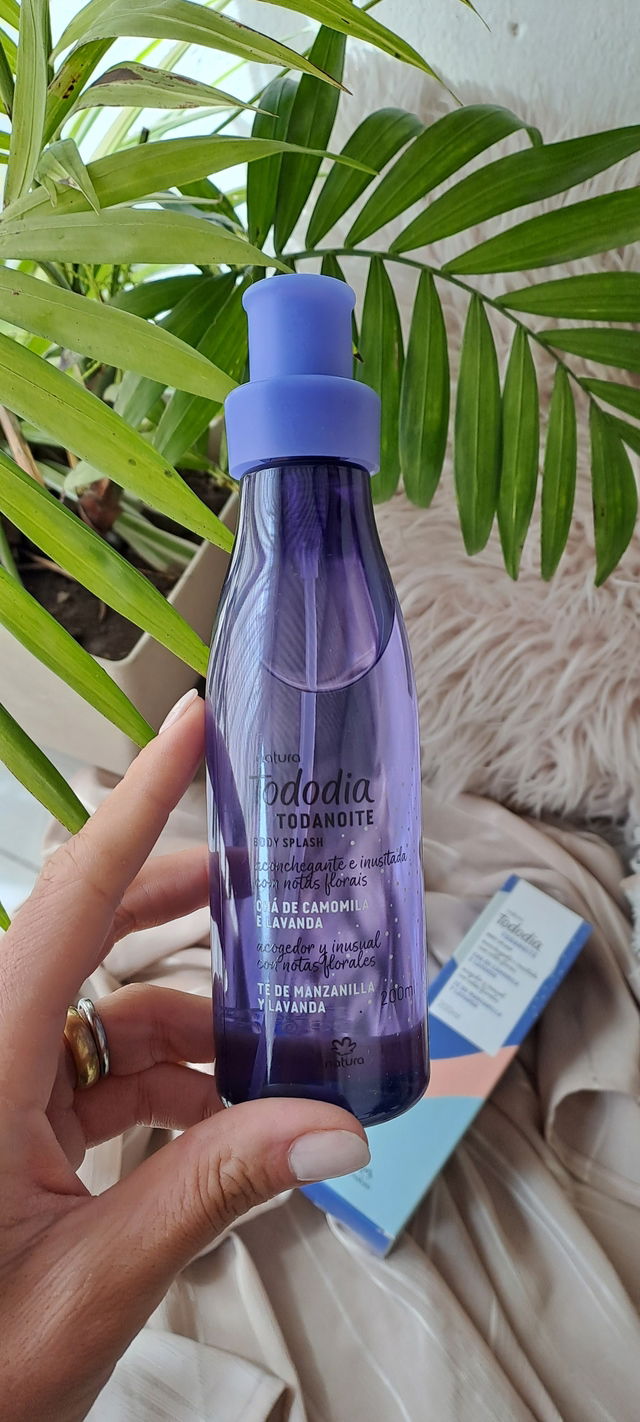 natura
Tododia
TODANOITE
BODY SPLASH
aconchegante e inusitada
com notas florais
CHÁ DE CAMOMILA
E LAVANDA
acogedor y inusual
con notas florales
TÉ DE MANZANILLA
Y LAVANDA
200m
natura
Tododia